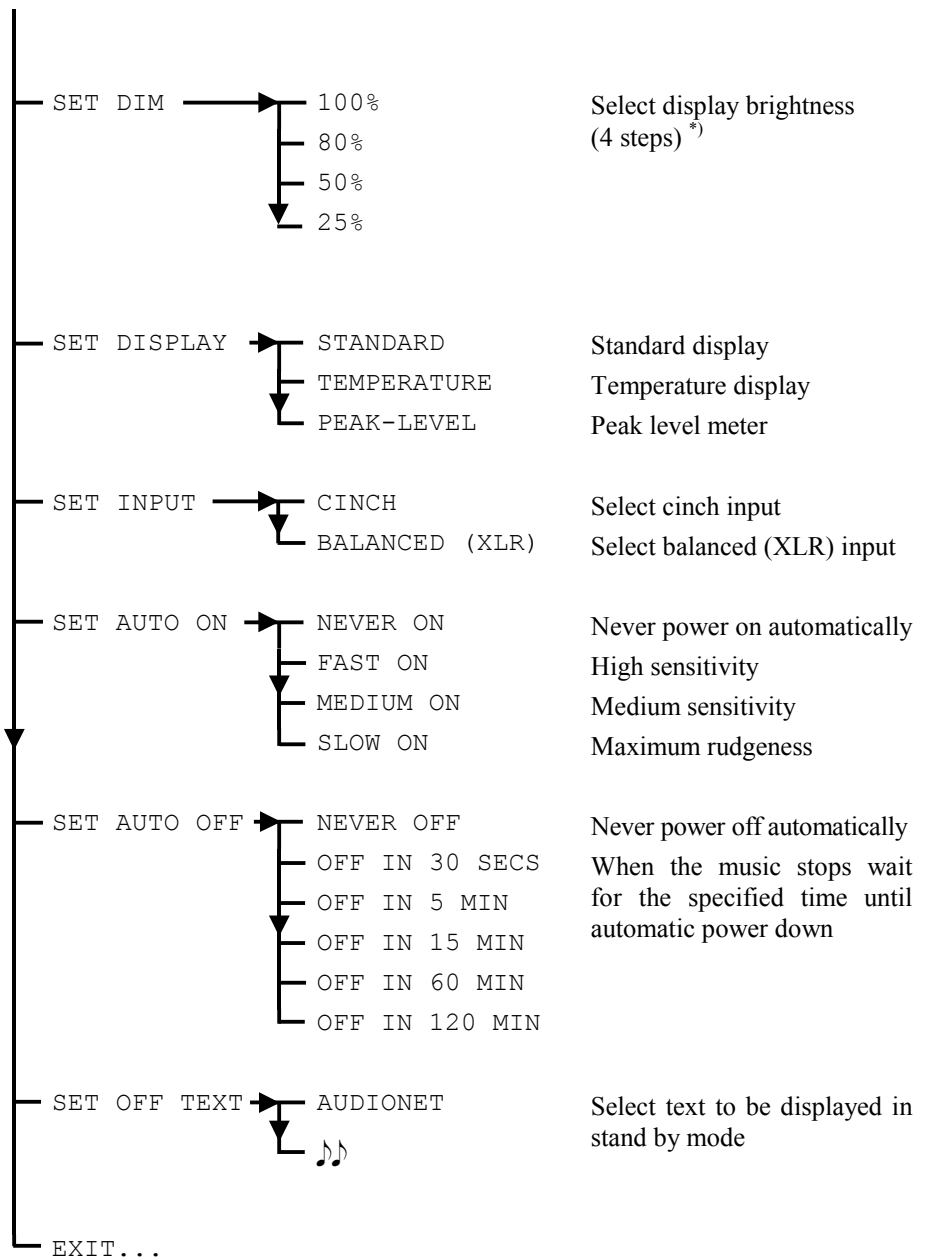 SET DIM 100% Select display brightness
80% (4 steps) *)
50%
25%
SET DISPLAY STANDARD Standard display
TEMPERATURE Temperature display
PEAK-LEVEL Peak level meter
SET INPUT CINCH Select cinch input
BALANCED (XLR) Select balanced (XLR) input
SET AUTO ON NEVER ON Never power on automatically
FAST ON High sensitivity
MEDIUM ON Medium sensitivity
SLOW ON Maximum rudgeness
SET AUTO OFF NEVER OFF Never power off automatically
OFF IN 30 SECS When the music stops wait
OFF IN 5 MIN for the specified time until
OFF IN 15 MIN automatic power down
OFF IN 60 MIN
OFF IN 120 MIN
SET OFF TEXT AUDIONET Select text to be displayed in
♪♪ stand by mode
EXIT...